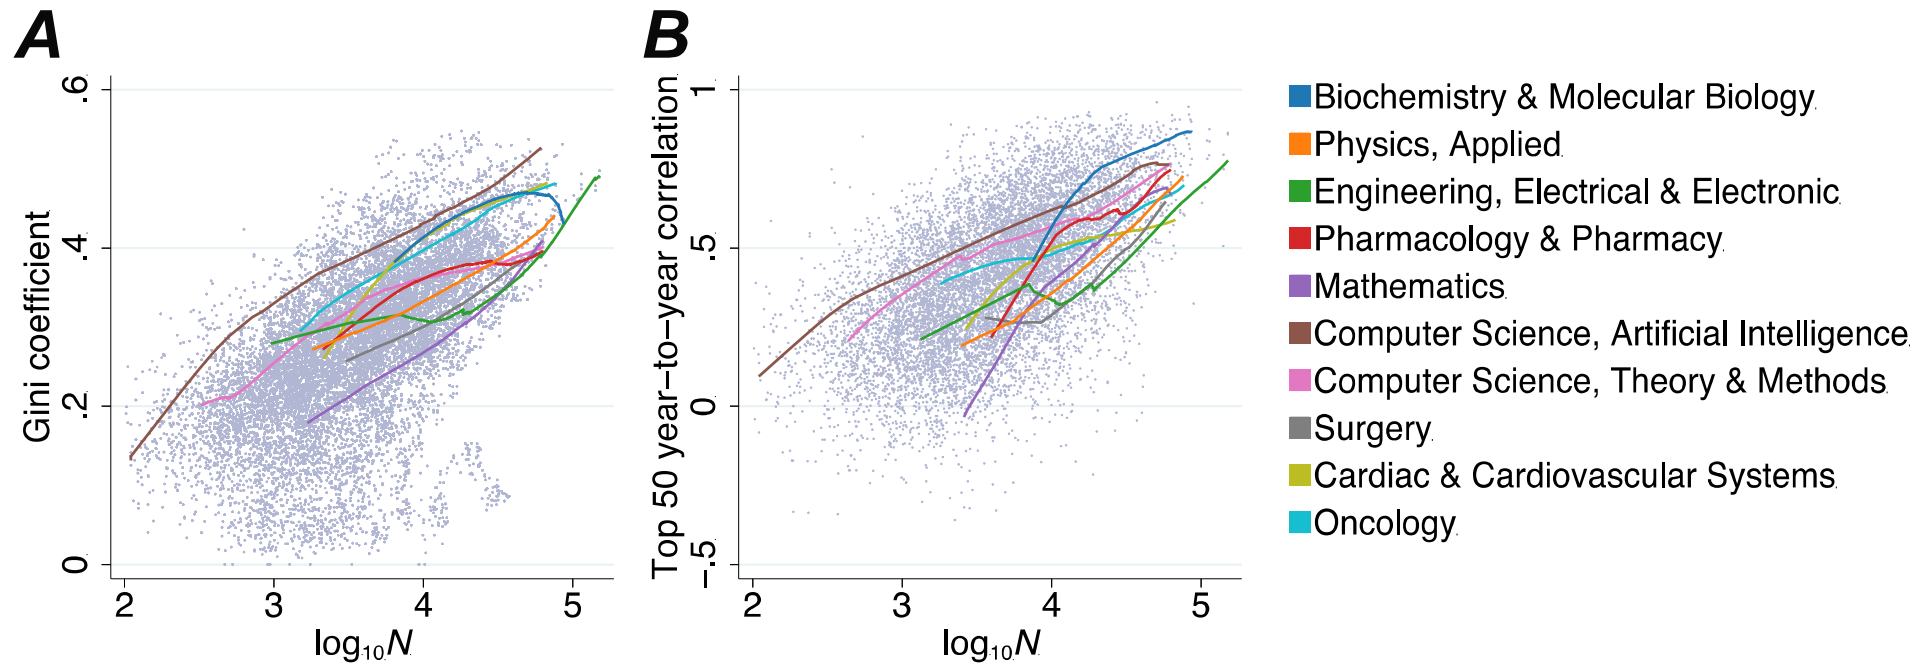 A
B
Gini coefficient
.6
.4
.2
0
2
3
4
5
log₁₀N
Top 50 year−to−year correlation
1
.5
0
−.5
2
3
4
5
log₁₀N
Biochemistry & Molecular Biology
Physics, Applied
Engineering, Electrical & Electronic
Pharmacology & Pharmacy
Mathematics
Computer Science, Artificial Intelligence
Computer Science, Theory & Methods
Surgery
Cardiac & Cardiovascular Systems
Oncology